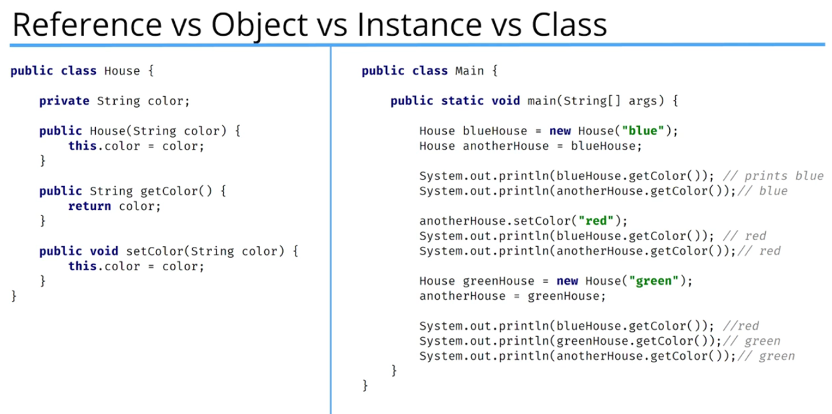 Reference vs Object vs Instance vs Class
public class House {
private String color;
public House(String color) {
this.color = color;
}
public String getColor() {
return color;
}
public void setColor(String color) {
this.color = color;
}
}
public class Main {
public static void main(String[] args) {
House blueHouse = new House("blue");
House anotherHouse = blueHouse;
System.out.println(blueHouse.getColor()); // prints blue
System.out.println(anotherHouse.getColor());// blue
anotherHouse.setColor("red");
System.out.println(blueHouse.getColor()); // red
System.out.println(anotherHouse.getColor());// red
House greenHouse = new House("green");
anotherHouse = greenHouse;
System.out.println(blueHouse.getColor()); //red
System.out.println(greenHouse.getColor());// green
System.out.println(anotherHouse.getColor());// green
}
}